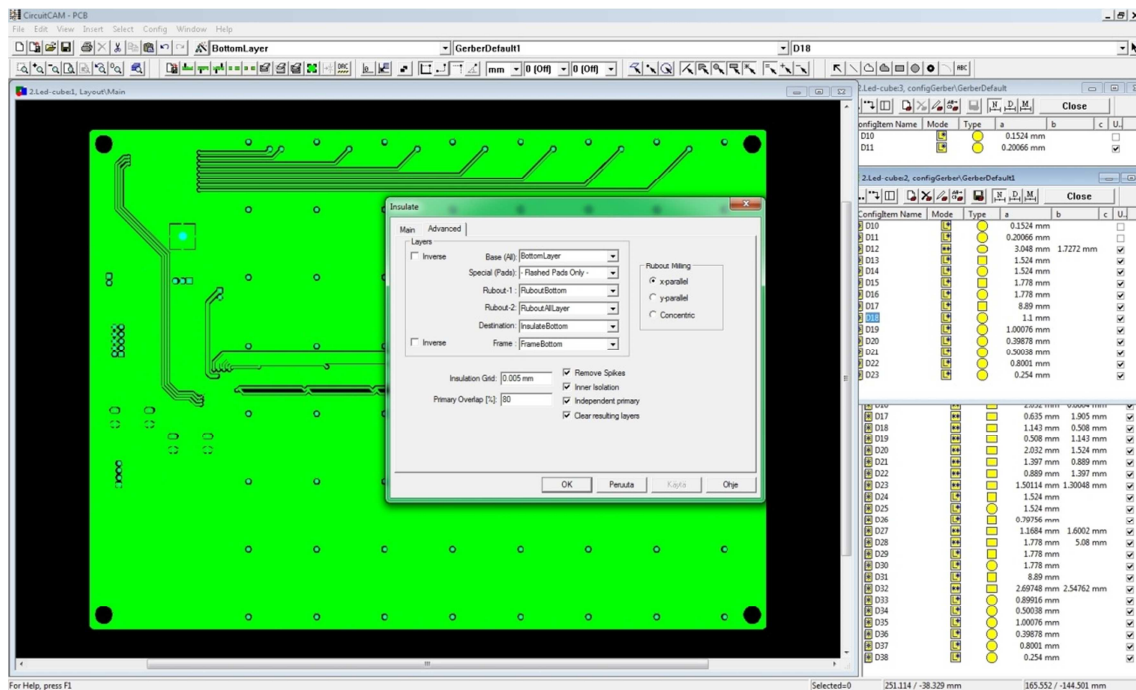 CircuitCAM - PCB
File Edit View Insert Select Config Window Help
BottomLayer GerberDefault1 D18
DRC mm 0 (Off) 0 (Off) ABC
2.Led-cube:1, Layout\Main
2.Led-cube:3, configGerber\GerberDefault
N D M Close
onfigItem Name Mode Type a b c U..
D10 0.1524 mm
D11 0.20066 mm
2.Led-cube:2, configGerber\GerberDefault1
N D M Close
ConfigItem Name Mode Type a b c U..
D10 0.1524 mm
D11 0.20066 mm
D12 3.048 mm 1.7272 mm
D13 1.524 mm
D14 1.524 mm
D15 1.778 mm
D16 1.778 mm
D17 8.89 mm
D18 1.1 mm
D19 1.00076 mm
D20 0.39878 mm
D21 0.50038 mm
D22 0.8001 mm
D23 0.254 mm
D17 0.635 mm 1.905 mm
D18 1.143 mm 0.508 mm
D19 0.508 mm 1.143 mm
D20 2.032 mm 1.524 mm
D21 1.397 mm 0.889 mm
D22 0.889 mm 1.397 mm
D23 1.50114 mm 1.30048 mm
D24 1.524 mm
D25 1.524 mm
D26 0.79756 mm
D27 1.1684 mm 1.6002 mm
D28 1.778 mm 5.08 mm
D29 1.778 mm
D30 1.778 mm
D31 8.89 mm
D32 2.69748 mm 2.54762 mm
D33 0.89916 mm
D34 0.50038 mm
D35 1.00076 mm
D36 0.39878 mm
D37 0.8001 mm
D38 0.254 mm
Insulate
Main Advanced
Layers
Inverse Base (All): BottomLayer
Special (Pads): - Flashed Pads Only -
Rubout-1 : RuboutBottom
Rubout-2: RuboutAllLayer
Destination: InsulateBottom
Inverse Frame : FrameBottom
Rubout Milling
x-parallel
y-parallel
Concentric
Insulation Grid: 0.005 mm
Primary Overlap [%]: 80
Remove Spikes
Inner Isolation
Independent primary
Clear resulting layers
OK Peruuta Käytä Ohje
For Help, press F1 Selected=0 251.114 / -38.329 mm 165.552 / -144.501 mm